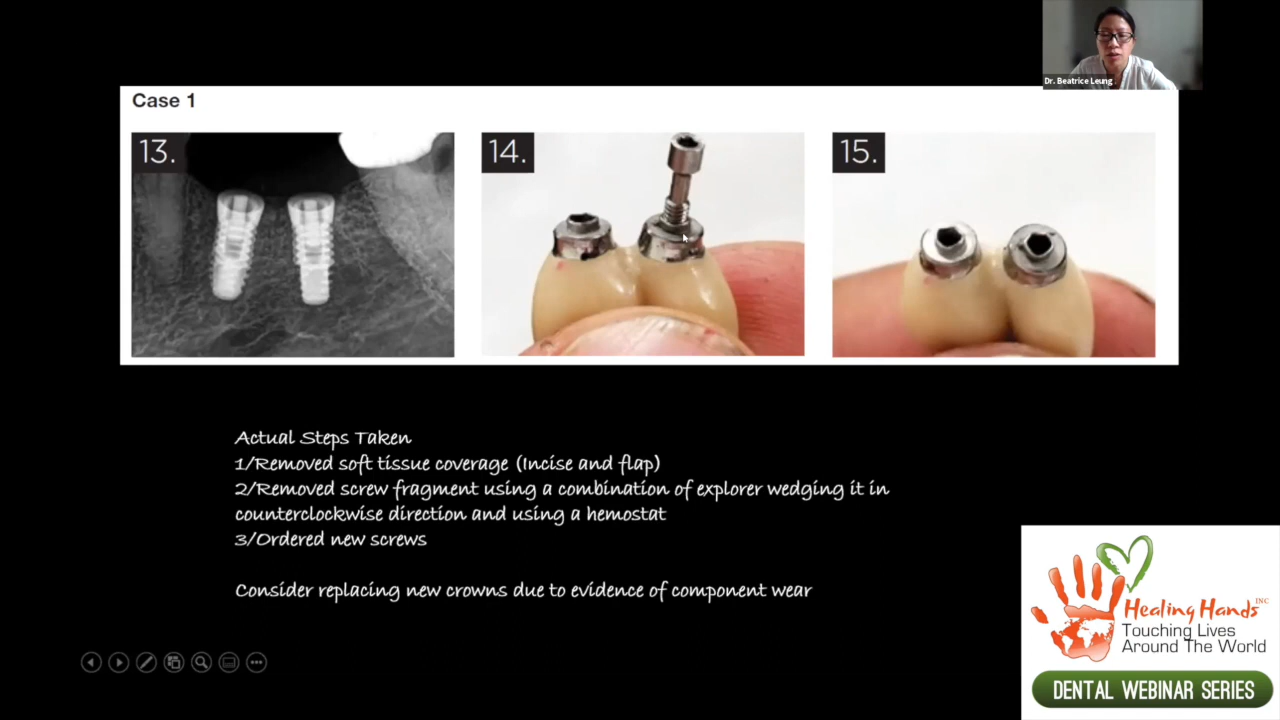 Dr. Beatrice Leung
Case 1
13.
14.
15.
Actual Steps Taken
1/Removed soft tissue coverage (Incise and flap)
2/Removed screw fragment using a combination of explorer wedging it in
counterclockwise direction and using a hemostat
3/Ordered new screws
Consider replacing new crowns due to evidence of component wear
Healing Hands INC
Touching Lives
Around The World
DENTAL WEBINAR SERIES